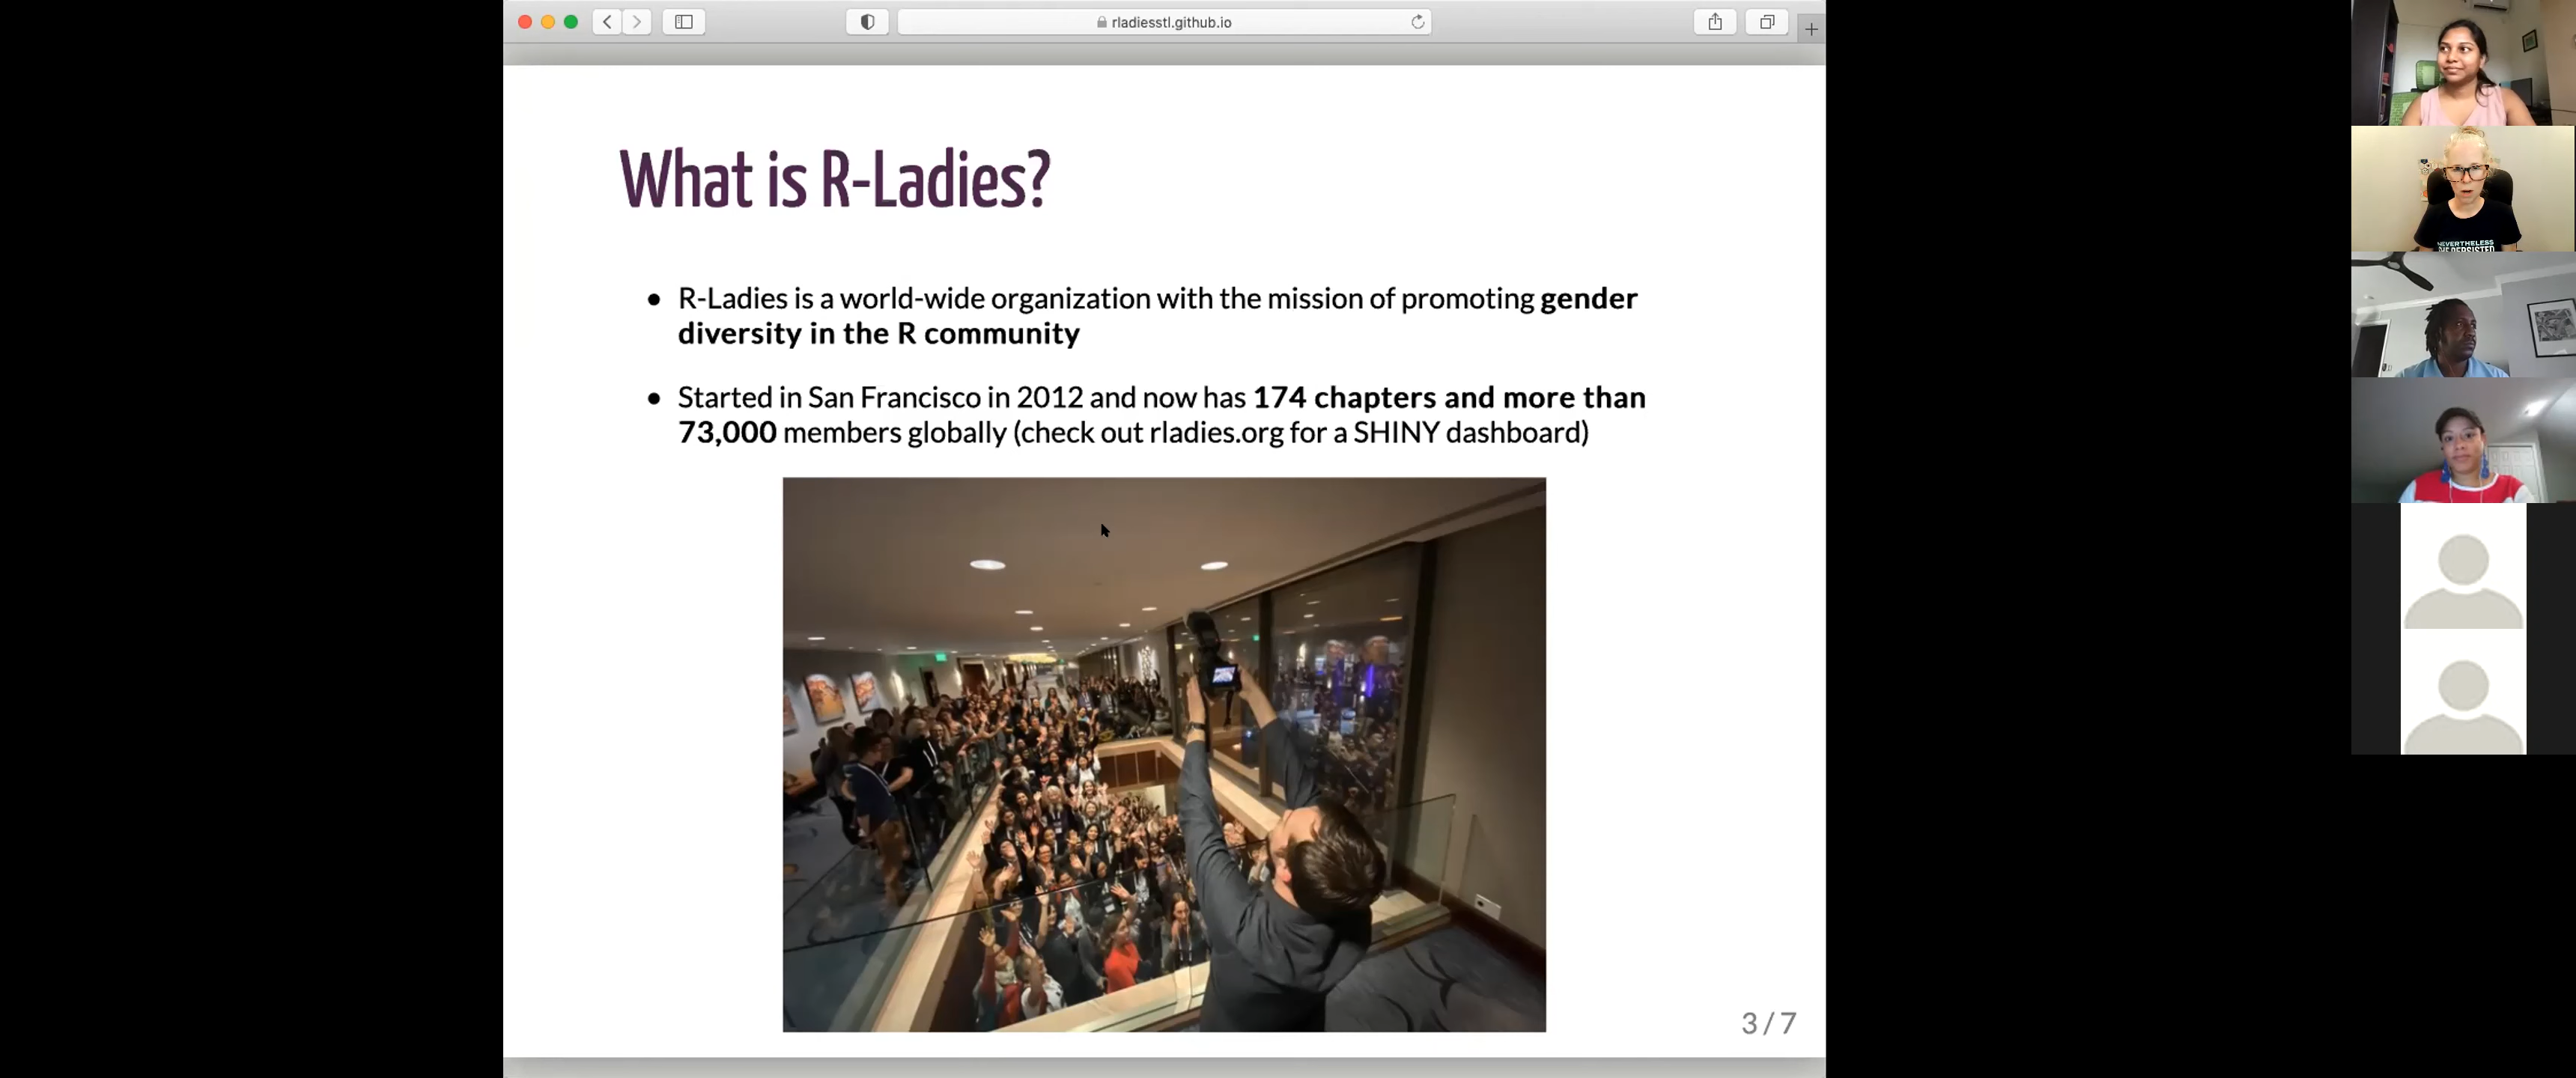 rladiesstl.github.io
What is R-Ladies?
R-Ladies is a world-wide organization with the mission of promoting gender
diversity in the R community
Started in San Francisco in 2012 and now has 174 chapters and more than
73,000 members globally (check out rladies.org for a SHINY dashboard)
3 / 7
NEVERTHELESS